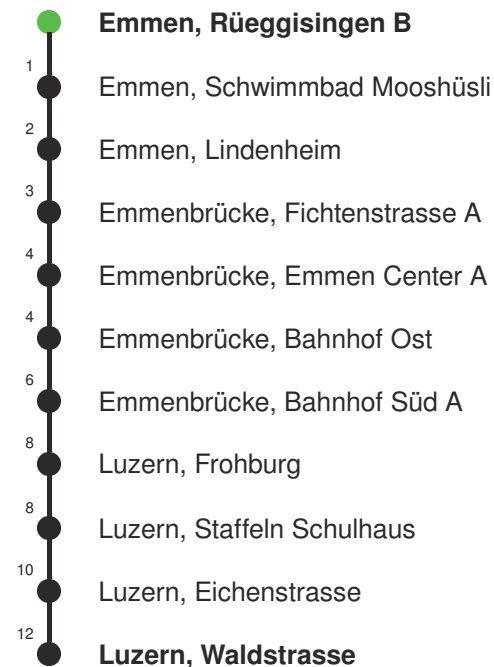 Emmen, Rüeggisingen B
1
Emmen, Schwimmbad Mooshüsli
2
Emmen, Lindenheim
3
Emmenbrücke, Fichtenstrasse A
4
Emmenbrücke, Emmen Center A
4
Emmenbrücke, Bahnhof Ost
6
Emmenbrücke, Bahnhof Süd A
8
Luzern, Frohburg
8
Luzern, Staffeln Schulhaus
10
Luzern, Eichenstrasse
12
Luzern, Waldstrasse